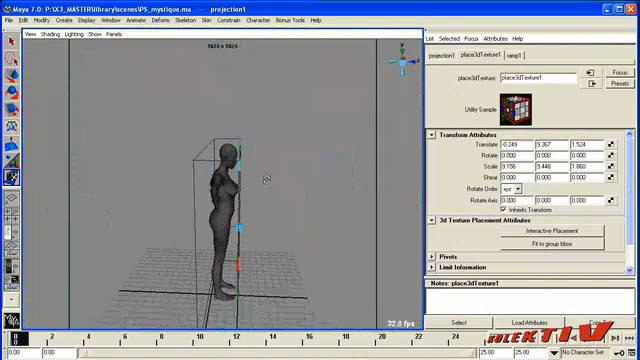 Maya 7.0: P:\X3_MASTER\library\scenes\PS_mystique.ma --- projection1
File Edit Modify Create Display Window Animate Deform Skeleton Skin Constrain Character Bonus Tools Help
View Shading Lighting Show Panels
List Selected Focus Attributes Help
1024 x 1024
projection1 place3dTexture1 ramp1
place3dTexture: place3dTexture1
Focus
Presets
Utility Sample
Transform Attributes
Translate -0.249 9.367 1.524
Rotate 0.000 0.000 0.000
Scale 9.156 9.448 1.860
Shear 0.000 0.000 0.000
Rotate Order xyz
Rotate Axis 0.000 0.000 0.000
Inherits Transform
3d Texture Placement Attributes
Interactive Placement
Fit to group bbox
Pivots
Limit Information
Notes: place3dTexture1
32.8 fps
Select Load Attributes
KOLEKTIV
0 2 4 6 8 10 12 14 16 18 20 22
0.00 0.00 25.00 25.00 No Character Set